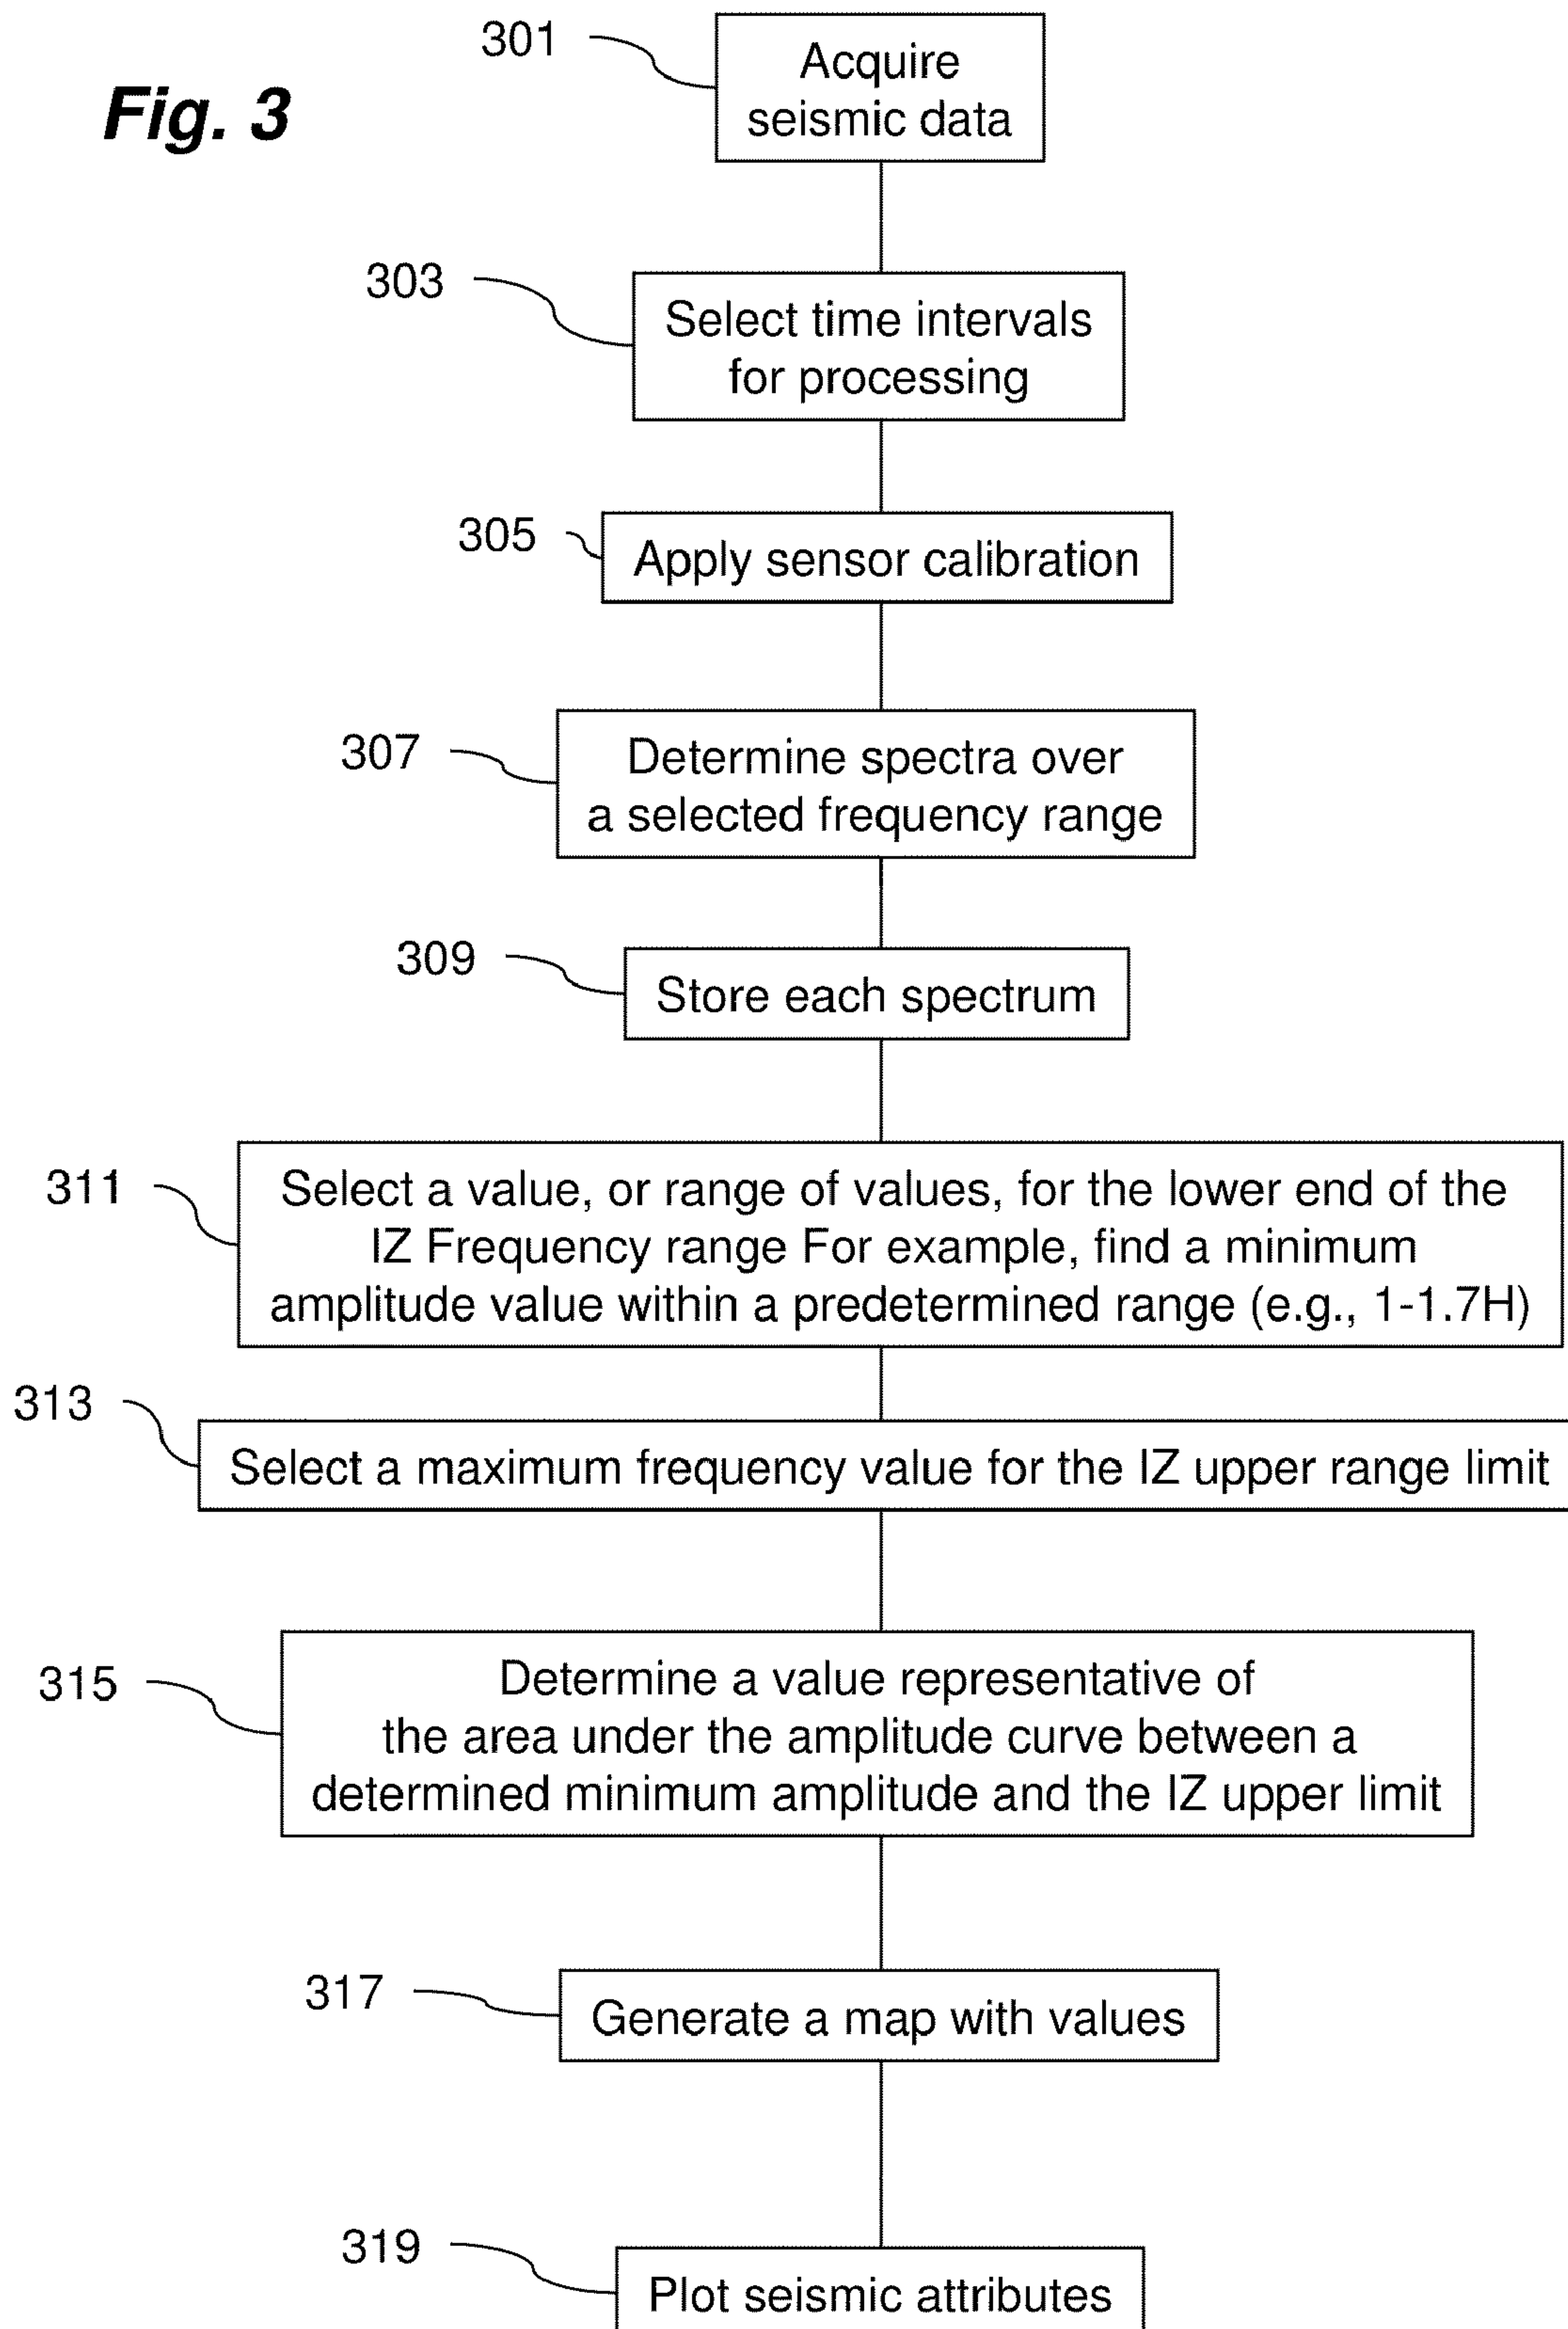 Fig. 3
301
Acquire
seismic data
303
Select time intervals
for processing
305
Apply sensor calibration
307
Determine spectra over
a selected frequency range
309
Store each spectrum
311
Select a value, or range of values, for the lower end of the
IZ Frequency range For example, find a minimum
amplitude value within a predetermined range (e.g., 1-1.7H)
313
Select a maximum frequency value for the IZ upper range limit
315
Determine a value representative of
the area under the amplitude curve between a
determined minimum amplitude and the IZ upper limit
317
Generate a map with values
319
Plot seismic attributes